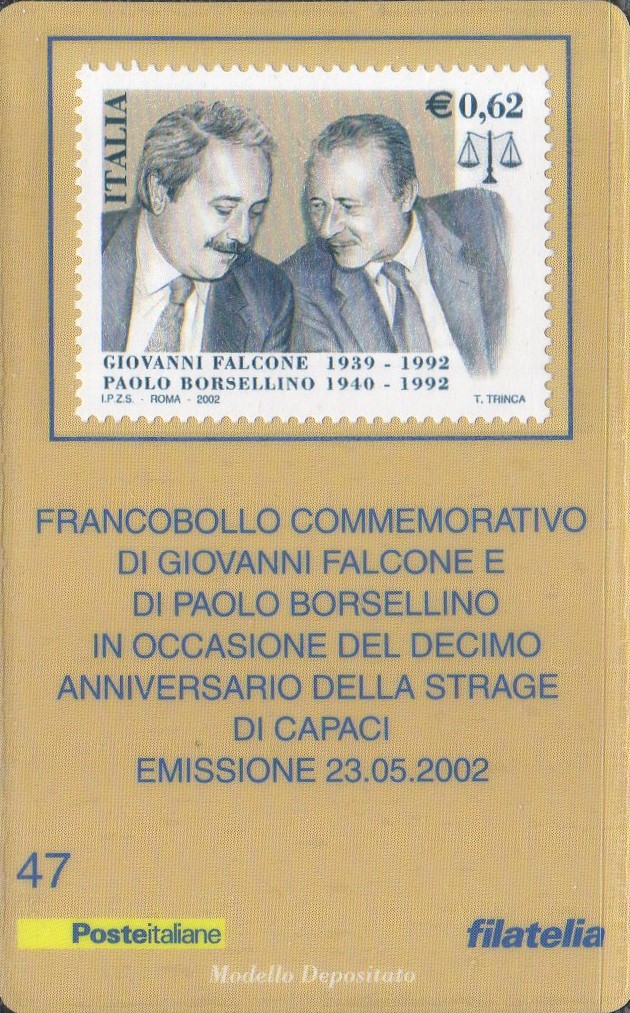 ITALIA
€0,62
GIOVANNI FALCONE 1939 - 1992
PAOLO BORSELLINO 1940 - 1992
I.P.Z.S. - ROMA - 2002
T. TRINCA
FRANCOBOLLO COMMEMORATIVO
DI GIOVANNI FALCONE E
DI PAOLO BORSELLINO
IN OCCASIONE DEL DECIMO
ANNIVERSARIO DELLA STRAGE
DI CAPACI
EMISSIONE 23.05.2002
47
Posteitaliane
filatelia
Modello Depositato